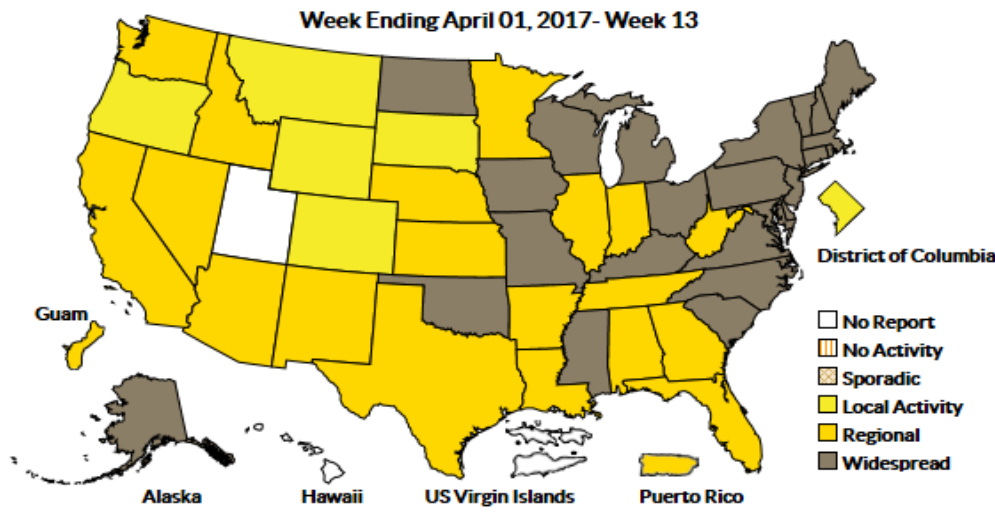 Week Ending April 01, 2017- Week 13
District of Columbia
Guam
No Report
No Activity
Sporadic
Local Activity
Regional
Widespread
Alaska
Hawaii
US Virgin Islands
Puerto Rico